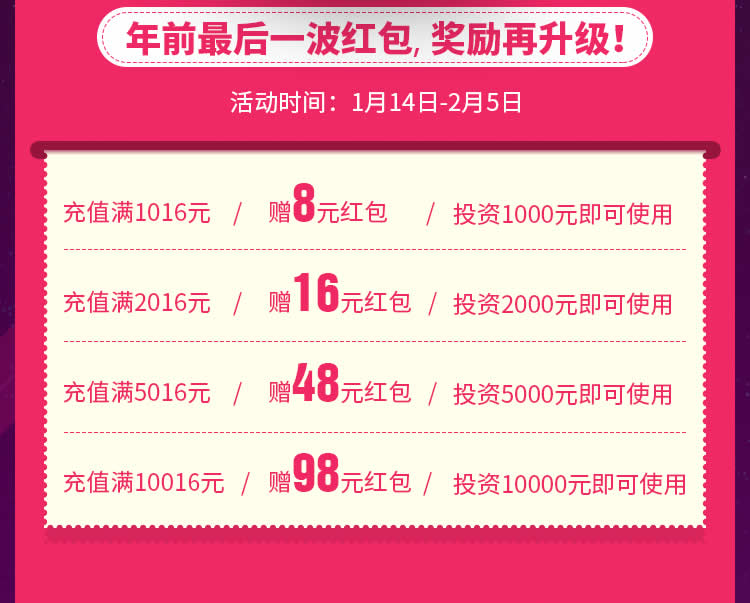 年前最后一波红包, 奖励再升级!
活动时间：1月14日-2月5日
充值满1016元 / 赠8元红包 / 投资1000元即可使用
充值满2016元 / 赠16元红包 / 投资2000元即可使用
充值满5016元 / 赠48元红包 / 投资5000元即可使用
充值满10016元 / 赠98元红包 / 投资10000元即可使用